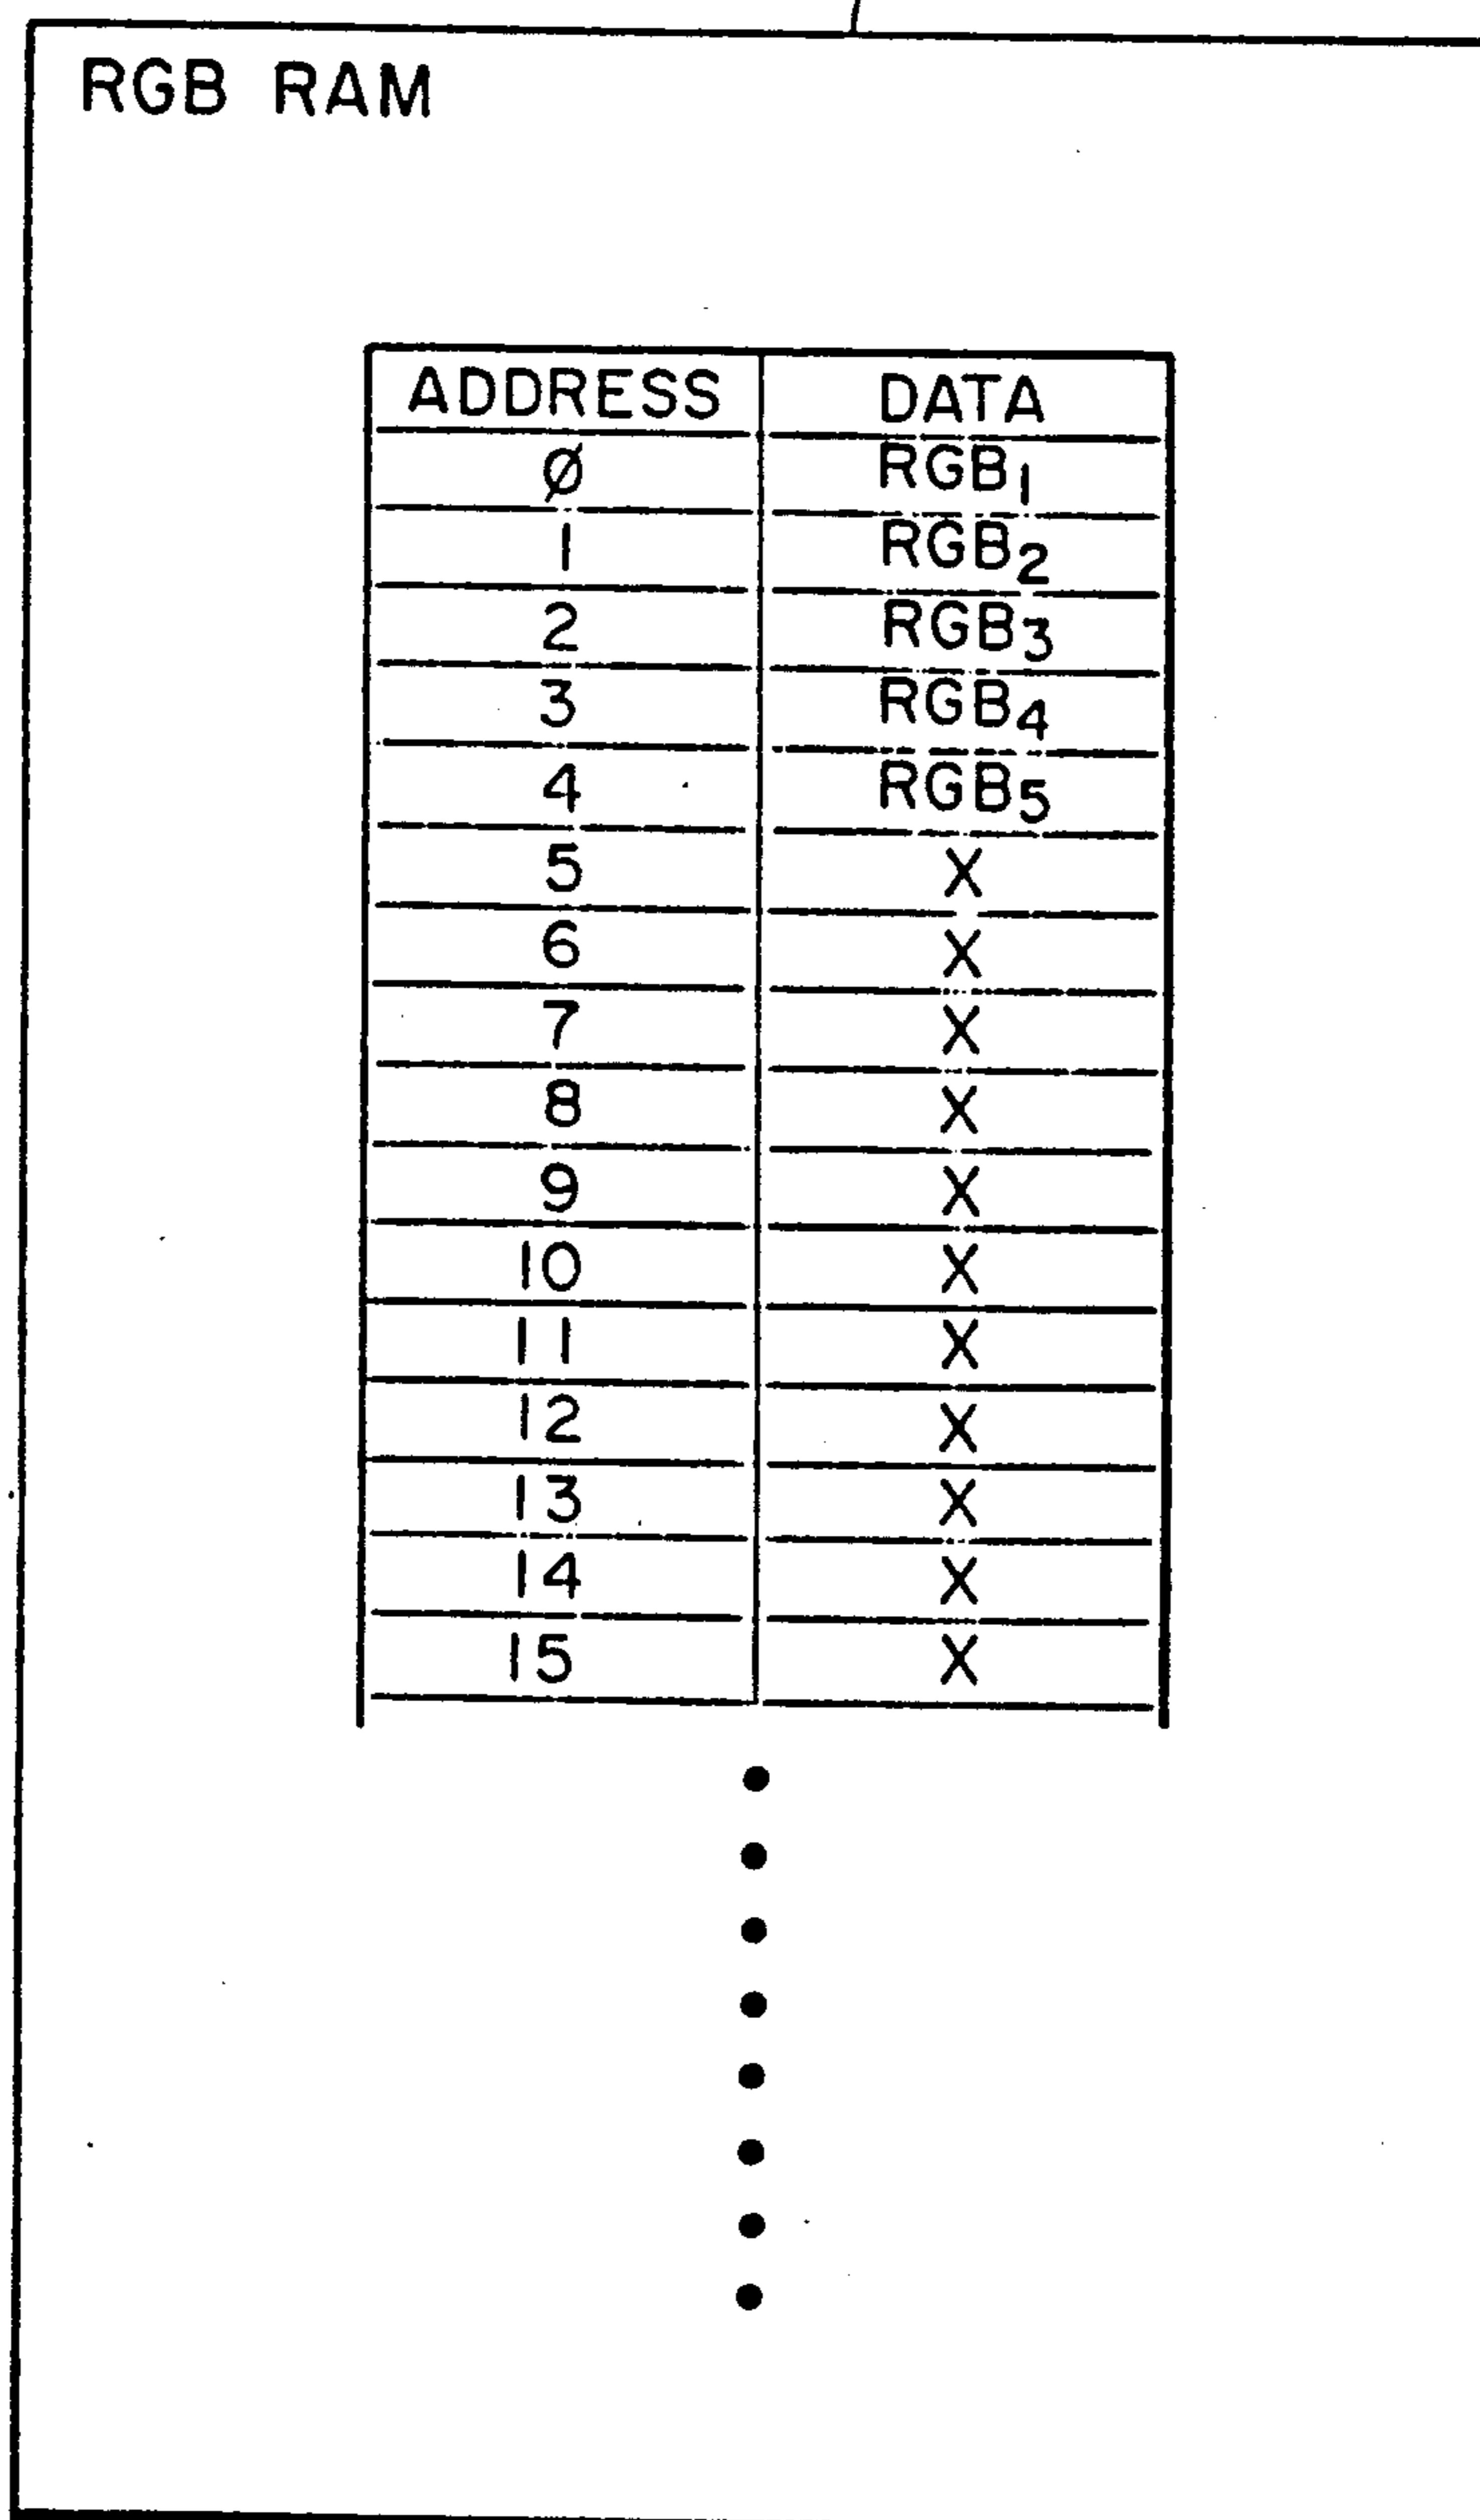 RGB RAM
ADDRESS DATA
Ø RGB₁
1 RGB₂
2 RGB₃
3 RGB₄
4 RGB₅
5 X
6 X
7 X
8 X
9 X
10 X
11 X
12 X
13 X
14 X
15 X